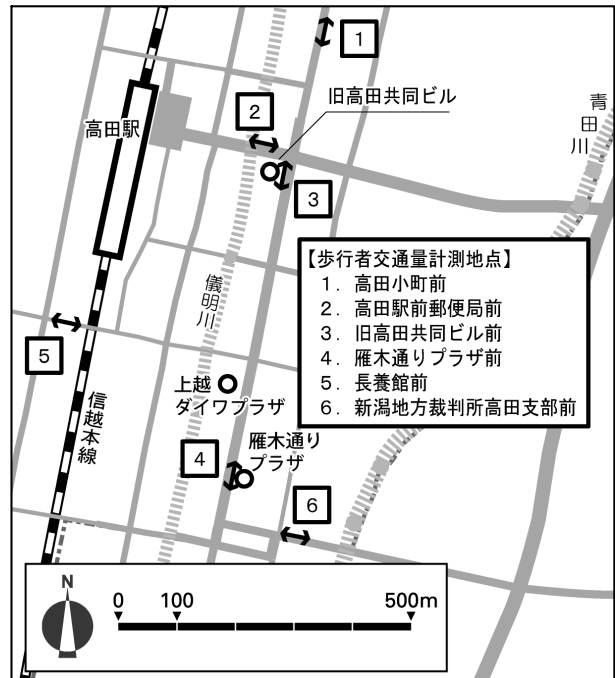 1
旧高田共同ビル
青田川
2
高田駅
3
【歩行者交通量計測地点】
1．高田小町前
2．高田駅前郵便局前
3．旧高田共同ビル前
4．雁木通りプラザ前
5．長養館前
6．新潟地方裁判所高田支部前
儀明川
5
上越
ダイワプラザ
信越本線
雁木通り
プラザ
4
6
N
0 100 500m